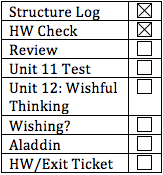 Structure Log ☒
HW Check ☒
Review ☐
Unit 11 Test ☐
Unit 12: Wishful ☐
Thinking
Wishing? ☐
Aladdin ☐
HW/Exit Ticket ☐